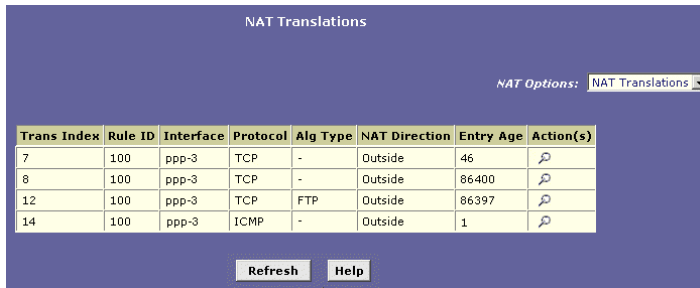 NAT Translations
NAT Options: NAT Translations
Trans Index Rule ID Interface Protocol Alg Type NAT Direction Entry Age Action(s)
7 100 ppp-3 TCP - Outside 46
8 100 ppp-3 TCP - Outside 86400
12 100 ppp-3 TCP FTP Outside 86397
14 100 ppp-3 ICMP - Outside 1
Refresh Help